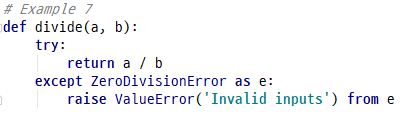 # Example 7
def divide(a, b):
    try:
        return a / b
    except ZeroDivisionError as e:
        raise ValueError('Invalid inputs') from e